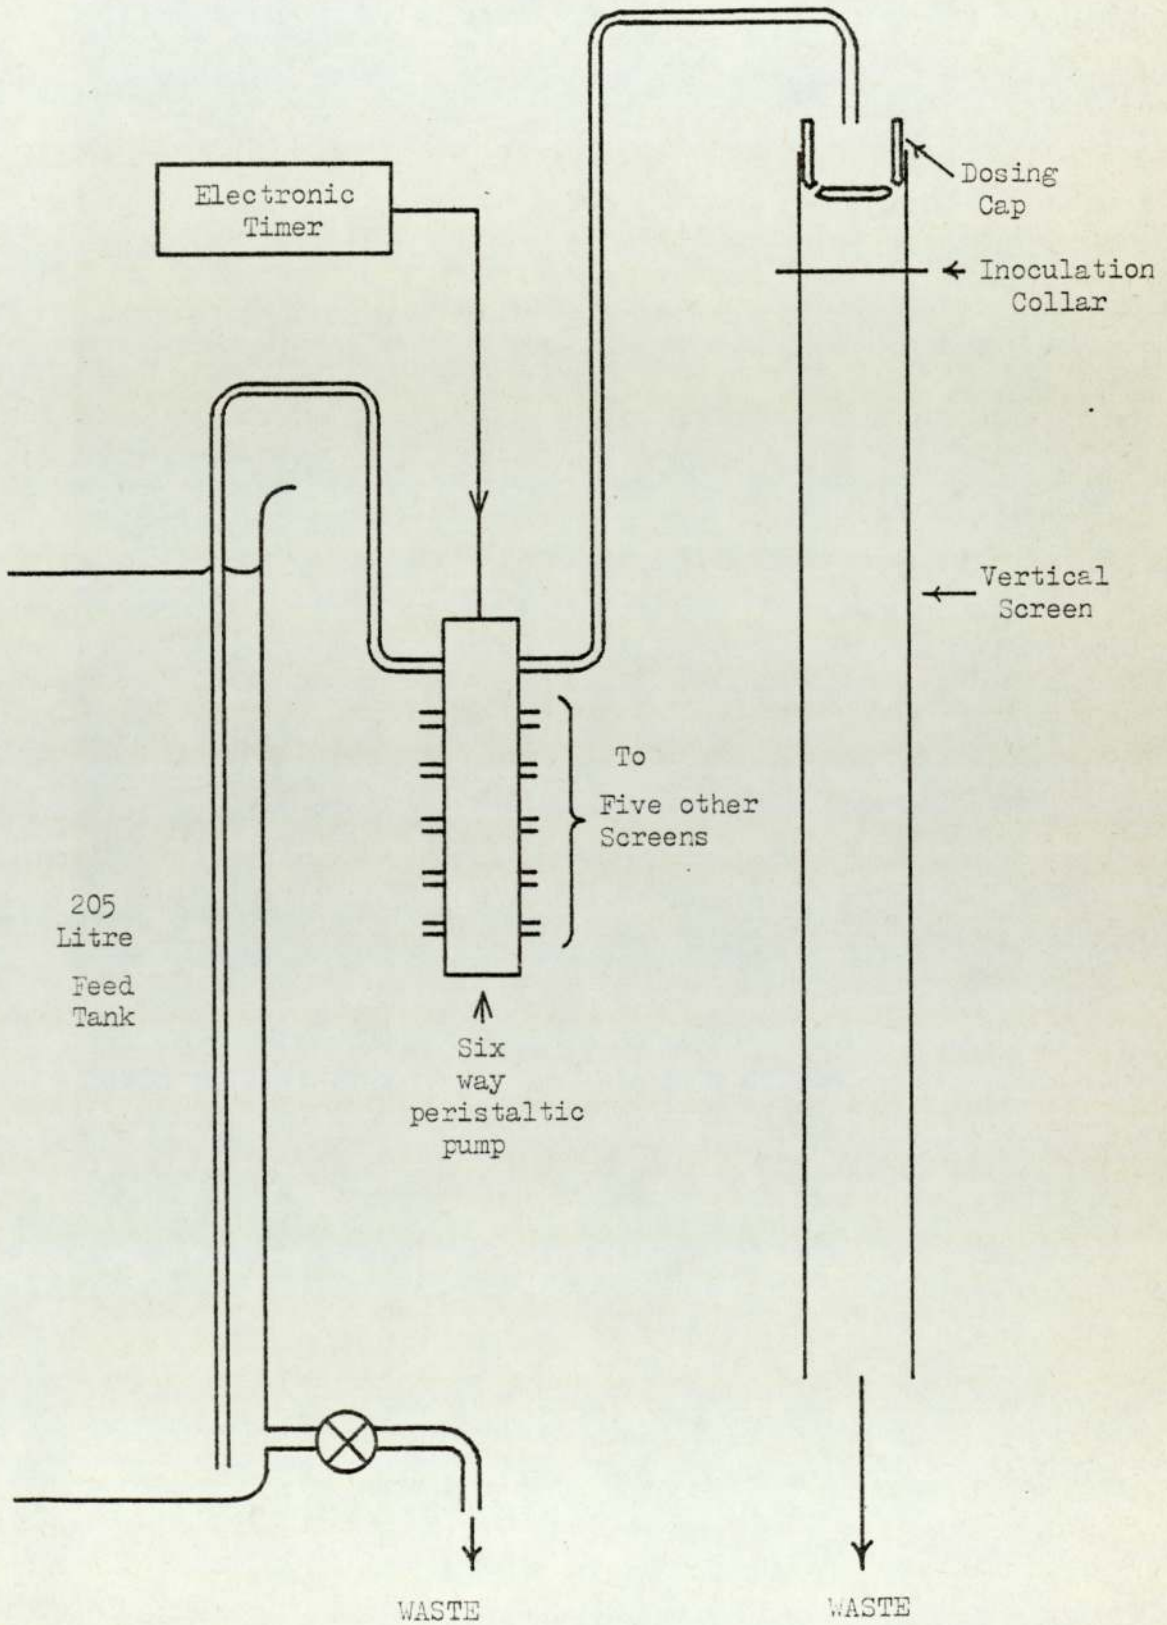 Electronic
Timer
Dosing
Cap
Inoculation
Collar
Vertical
Screen
To
Five other
Screens
205
Litre
Feed
Tank
Six
way
peristaltic
pump
WASTE
WASTE